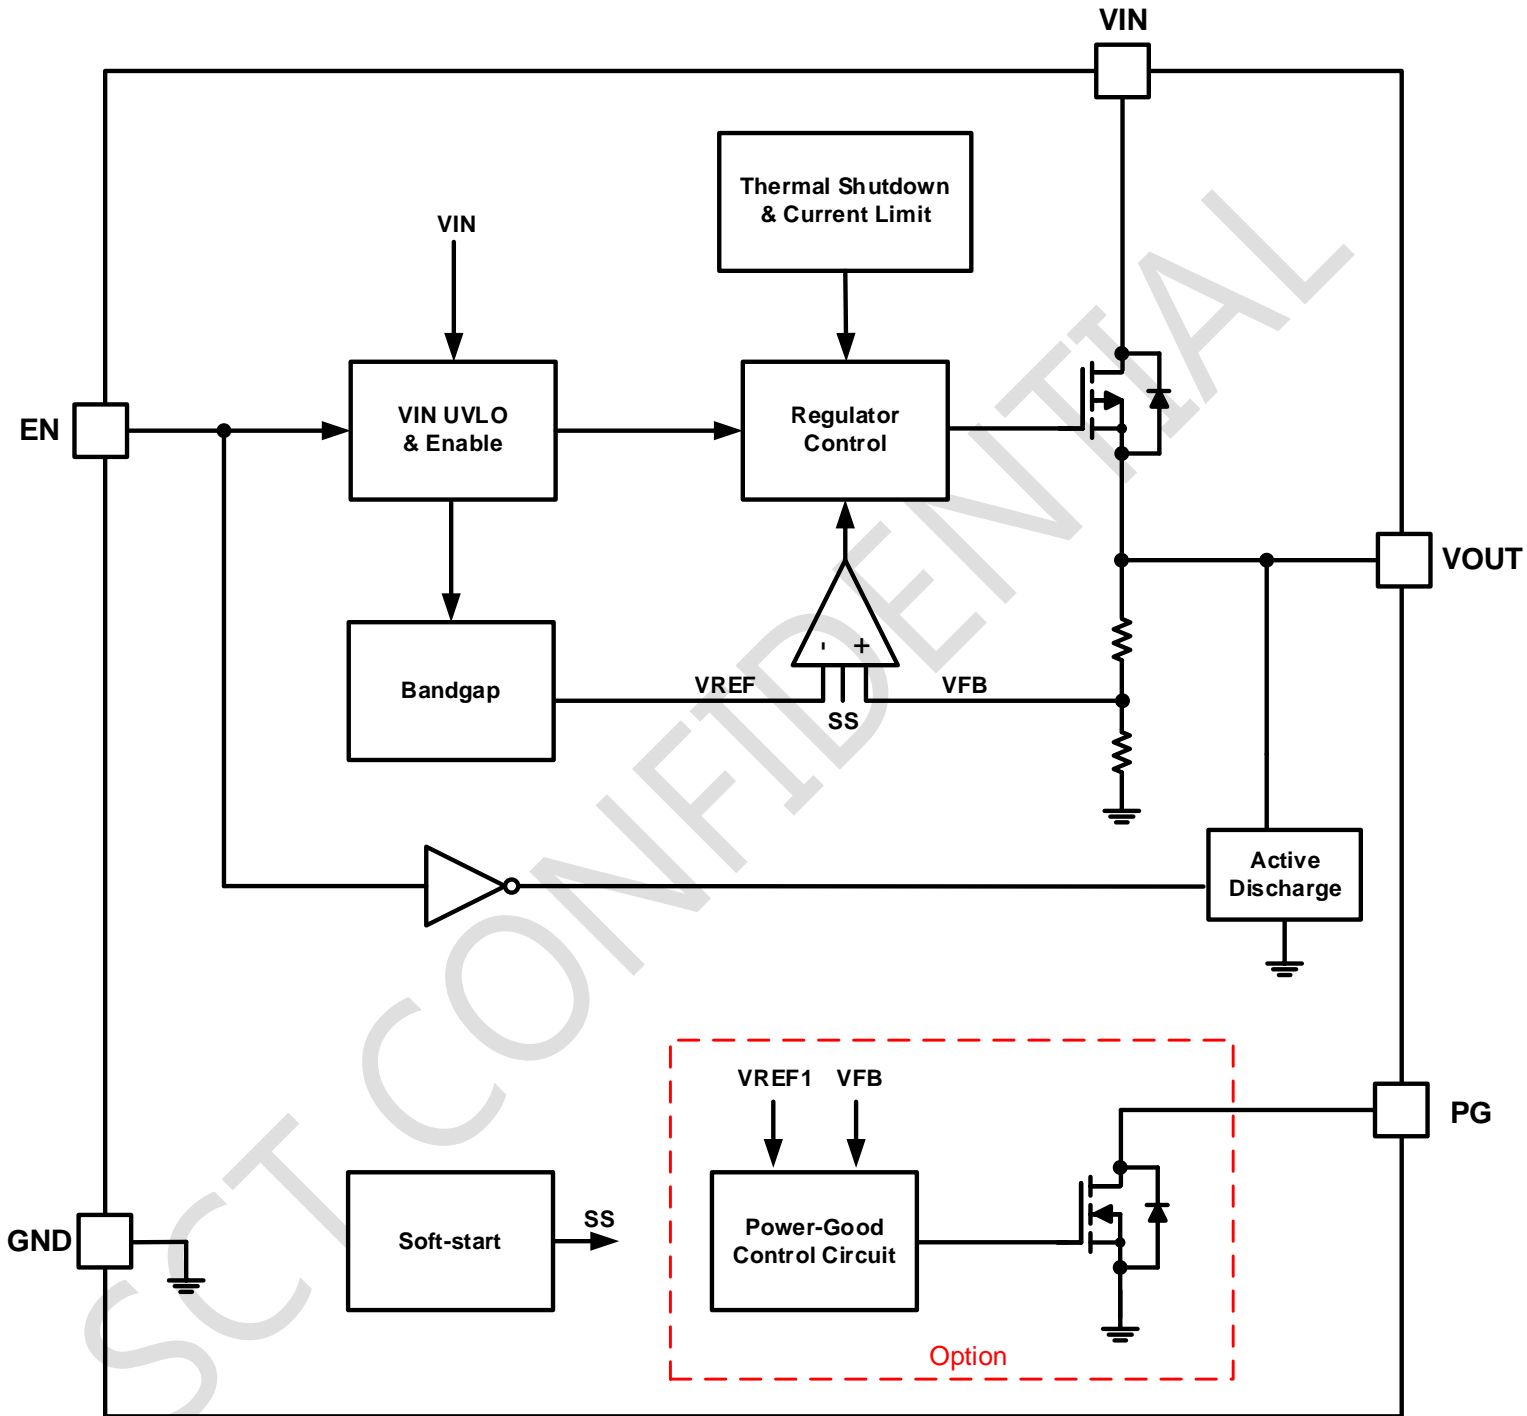 VIN
Thermal Shutdown
& Current Limit
VIN
EN
VIN UVLO
& Enable
Regulator
Control
VOUT
- +
Bandgap
VREF
SS
VFB
Active
Discharge
VREF1
VFB
PG
GND
Soft-start
SS
Power-Good
Control Circuit
Option
SCT CONFIDENTIAL